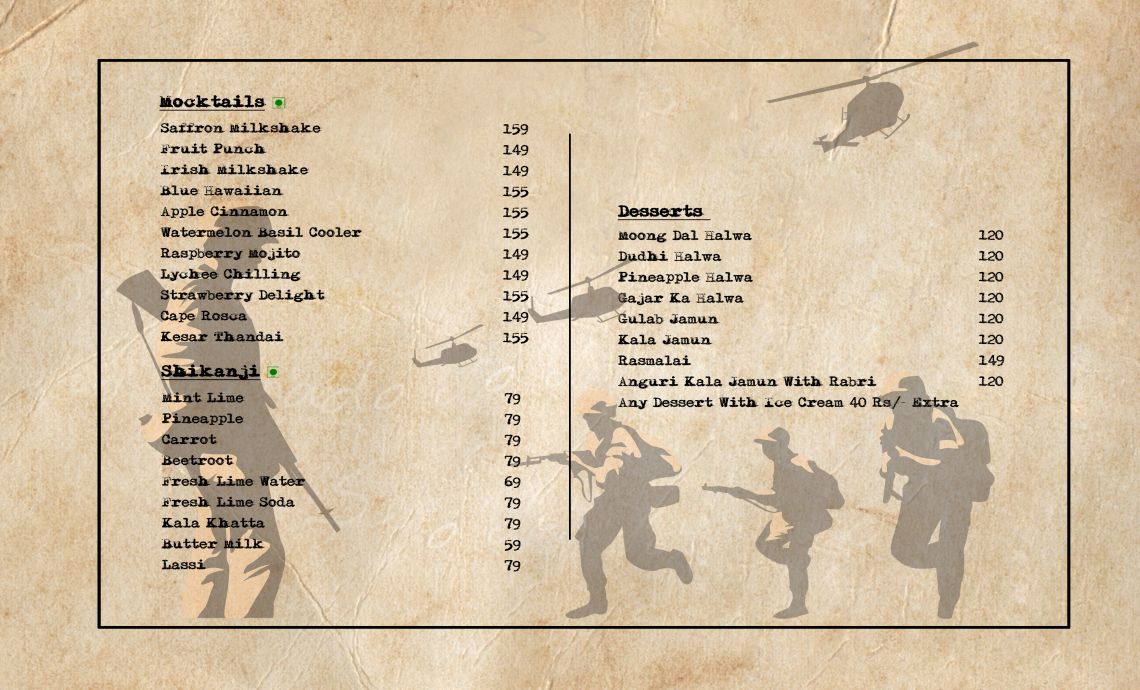 Mocktails
Saffron Milkshake 159
Fruit Punch 149
Irish Milkshake 149
Blue Hawaiian 155
Apple Cinnamon 155
Watermelon Basil Cooler 155
Raspberry Mojito 149
Lychee Chilling 149
Strawberry Delight 155
Cape Rosca 149
Kesar Thandai 155
Shikanji
Mint Lime 79
Pineapple 79
Carrot 79
Beetroot 79
Fresh Lime Water 69
Fresh Lime Soda 79
Kala Khatta 79
Butter Milk 59
Lassi 79
Desserts
Moong Dal Halwa 120
Dudhi Halwa 120
Pineapple Halwa 120
Gajar Ka Halwa 120
Gulab Jamun 120
Kala Jamun 120
Rasmalai 149
Anguri Kala Jamun With Rabri 120
Any Dessert With Ice Cream 40 Rs/- Extra